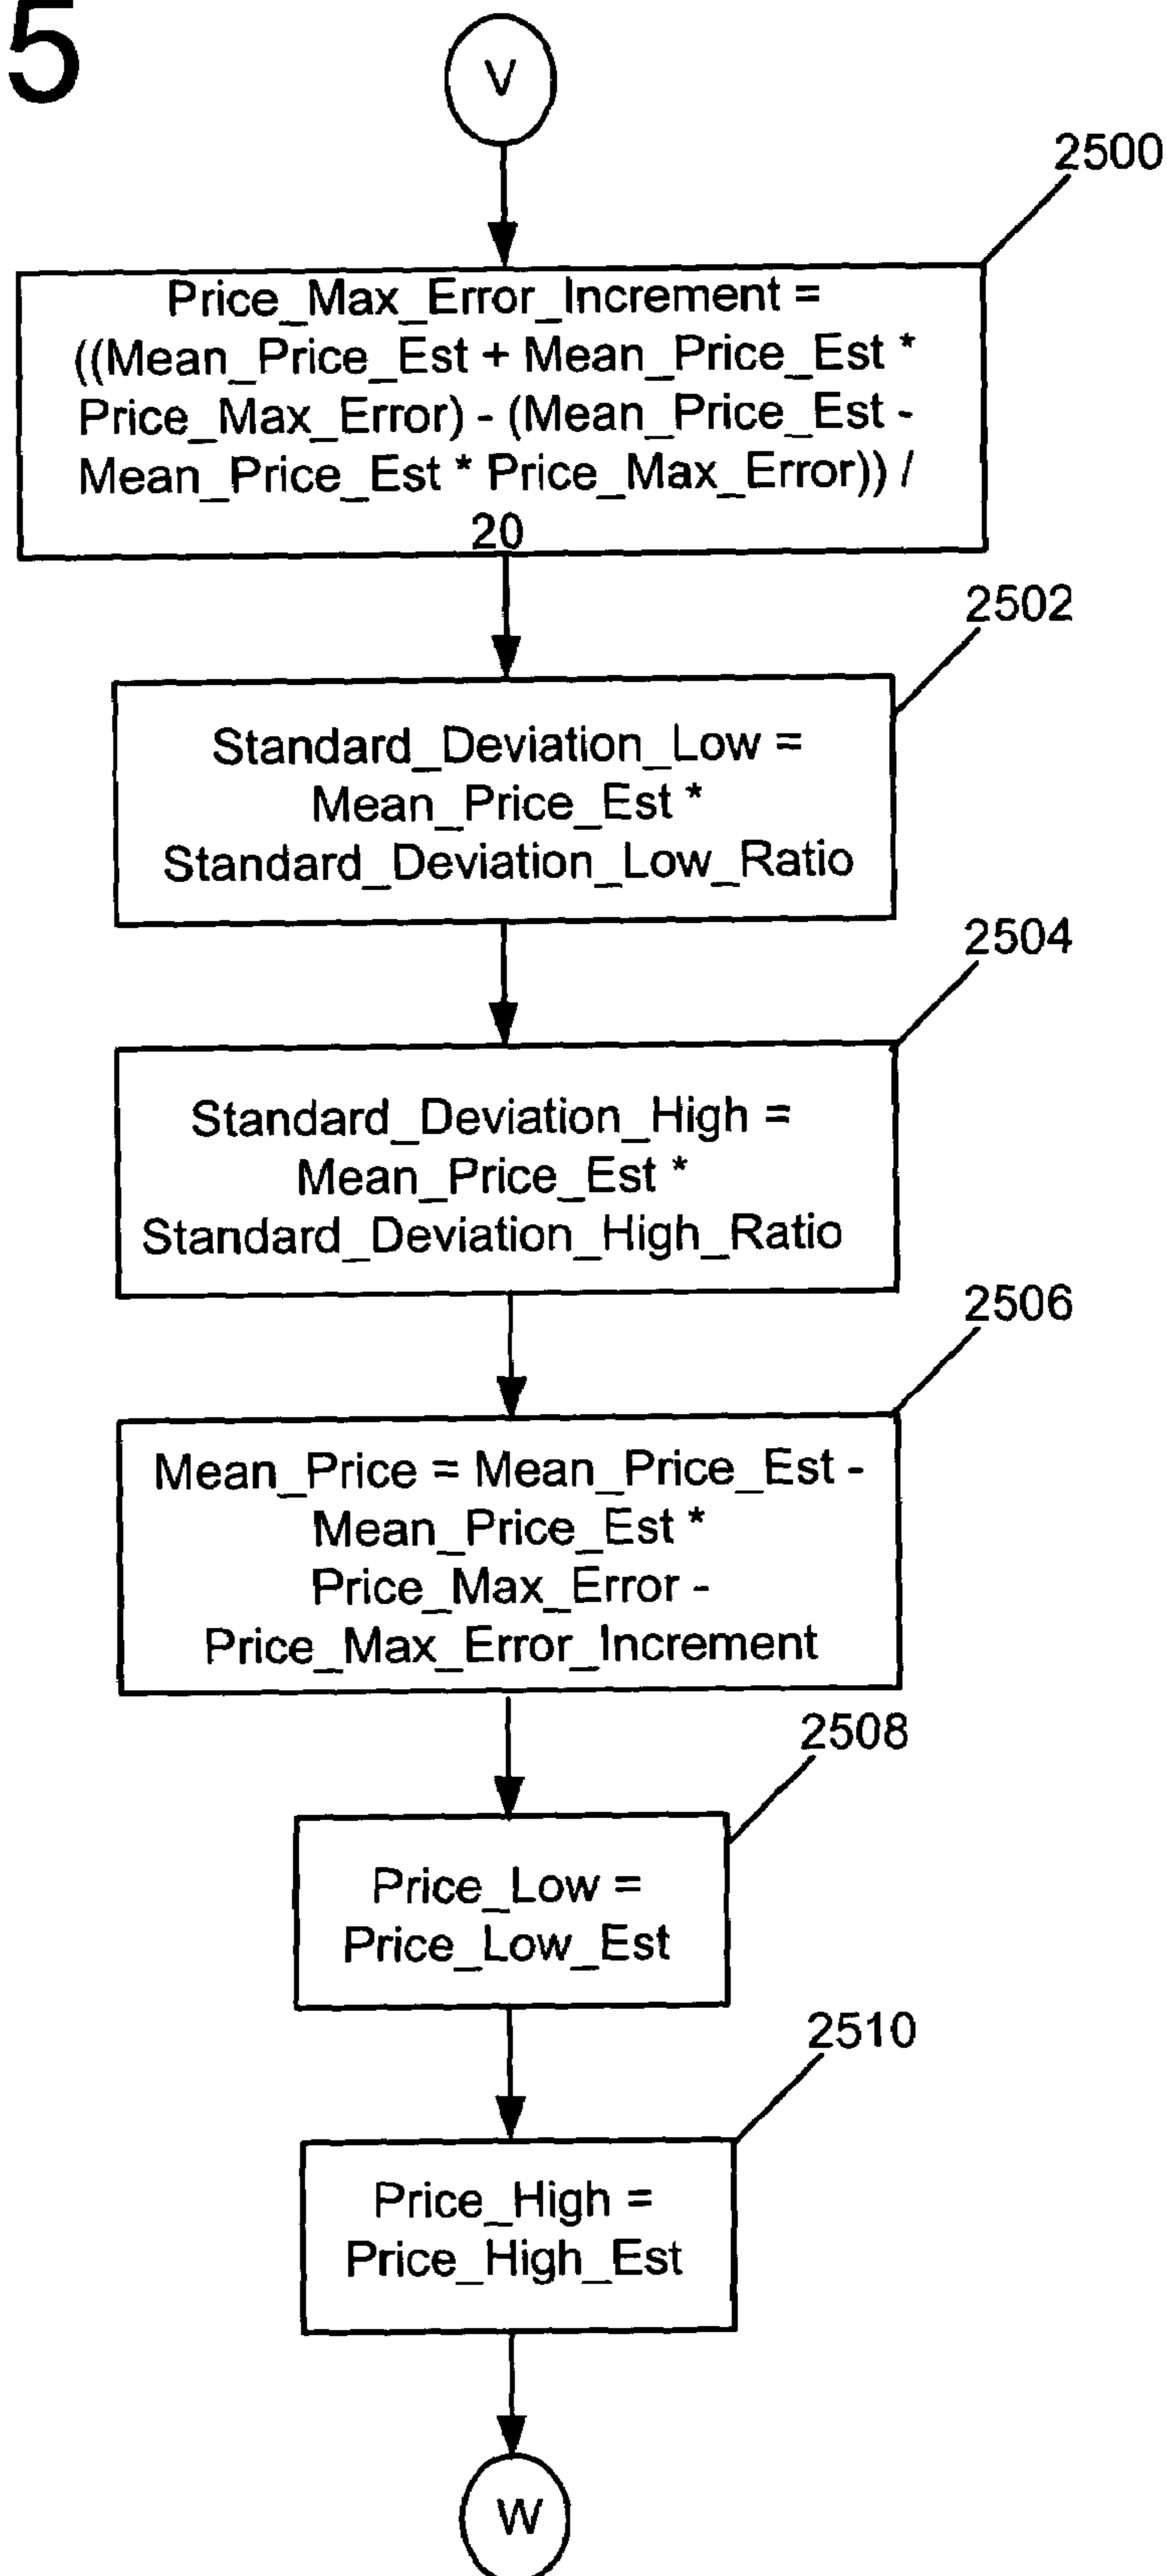 5
V
2500
Price_Max_Error_Increment =
((Mean_Price_Est + Mean_Price_Est *
Price_Max_Error) - (Mean_Price_Est -
Mean_Price_Est * Price_Max_Error)) /
20
2502
Standard_Deviation_Low =
Mean_Price_Est *
Standard_Deviation_Low_Ratio
2504
Standard_Deviation_High =
Mean_Price_Est *
Standard_Deviation_High_Ratio
2506
Mean_Price = Mean_Price_Est -
Mean_Price_Est *
Price_Max_Error -
Price_Max_Error_Increment
2508
Price_Low =
Price_Low_Est
2510
Price_High =
Price_High_Est
W